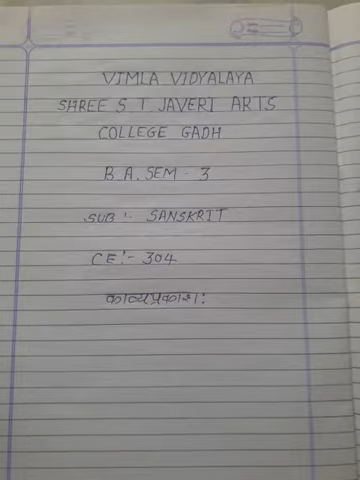 VIMLA VIDYALAYA
SHREE S T JAVERI ARTS
COLLEGE GADH
B A. SEM - 3
SUB :- SANSKRIT
CE :- 304
काव्यप्रकाश :